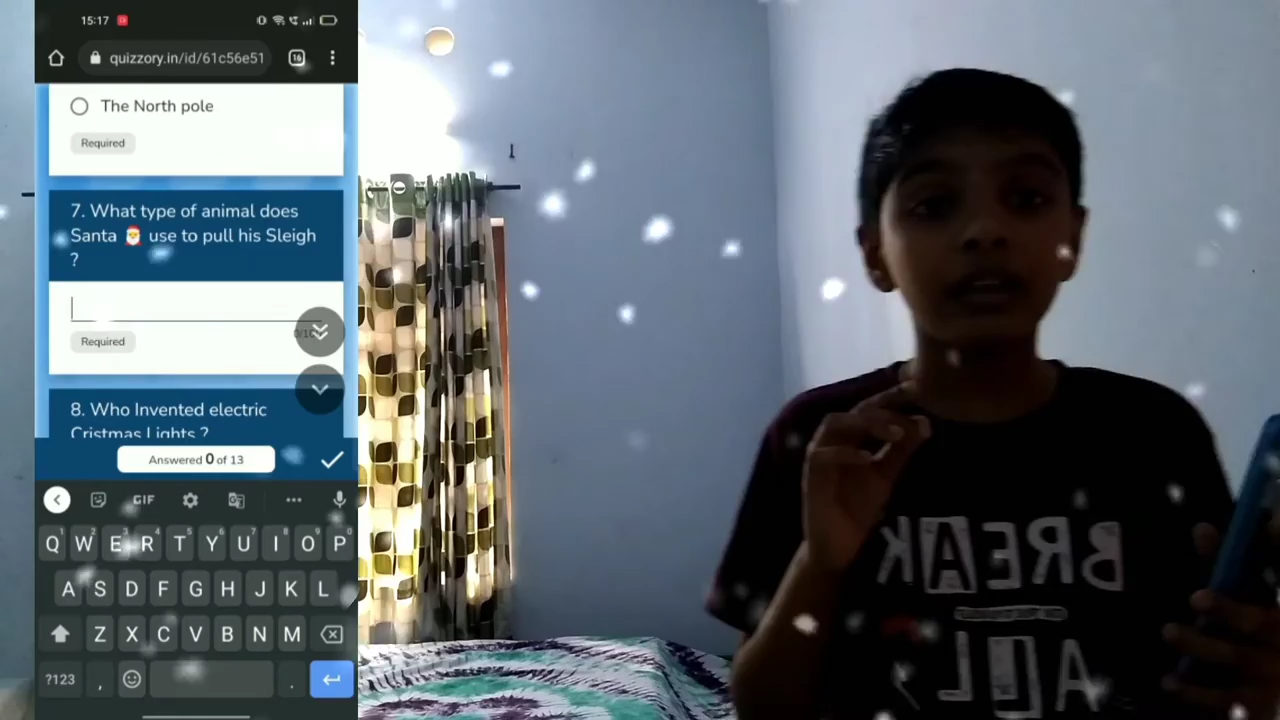 15:17
quizzory.in/id/61c56e51
16
The North pole
Required
7. What type of animal does
Santa 🎅 use to pull his Sleigh
?
Required
8. Who Invented electric
Cristmas Lights ?
Answered 0 of 13
GIF
Q W E R T Y U I O P
A S D F G H J K L
Z X C V B N M
?123 , .
BREAK
ALL